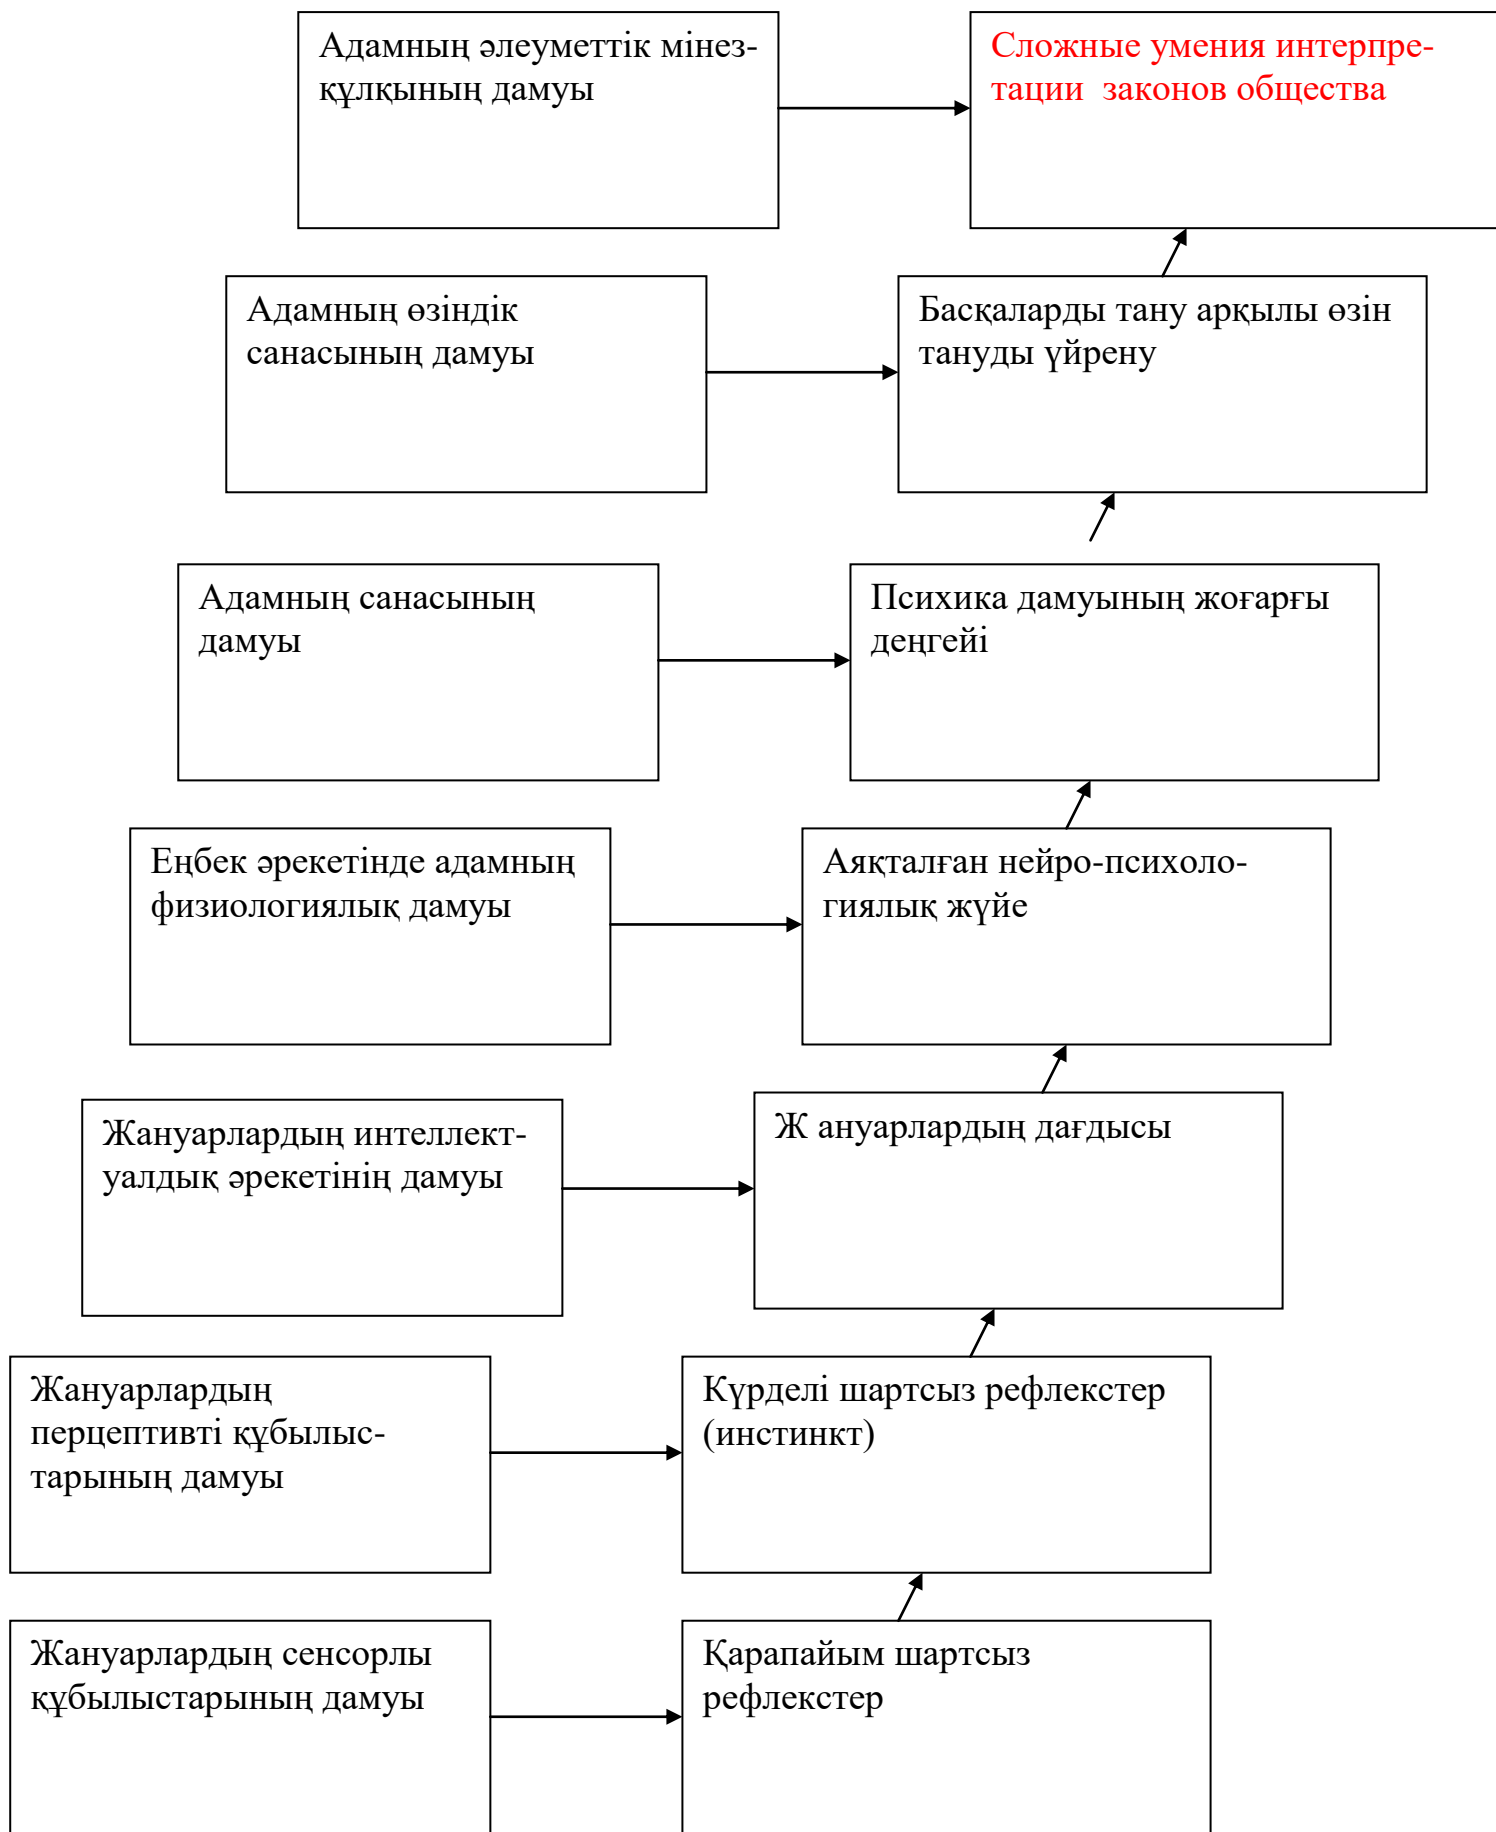 Адамның әлеуметтік мінез-
құлқының дамуы
Сложные умения интерпре-
тации  законов общества
Адамның өзіндік
санасының дамуы
Басқаларды тану арқылы өзін
тануды үйрену
Адамның санасының
дамуы
Психика дамуының жоғарғы
деңгейі
Еңбек әрекетінде адамның
физиологиялық дамуы
Аяқталған нейро-психоло-
гиялық жүйе
Жануарлардың интеллект-
уалдық әрекетінің дамуы
Ж ануарлардың дағдысы
Жануарлардың
перцептивті құбылыс-
тарының дамуы
Күрделі шартсыз рефлекстер
(инстинкт)
Жануарлардың сенсорлы
құбылыстарының дамуы
Қарапайым шартсыз
рефлекстер